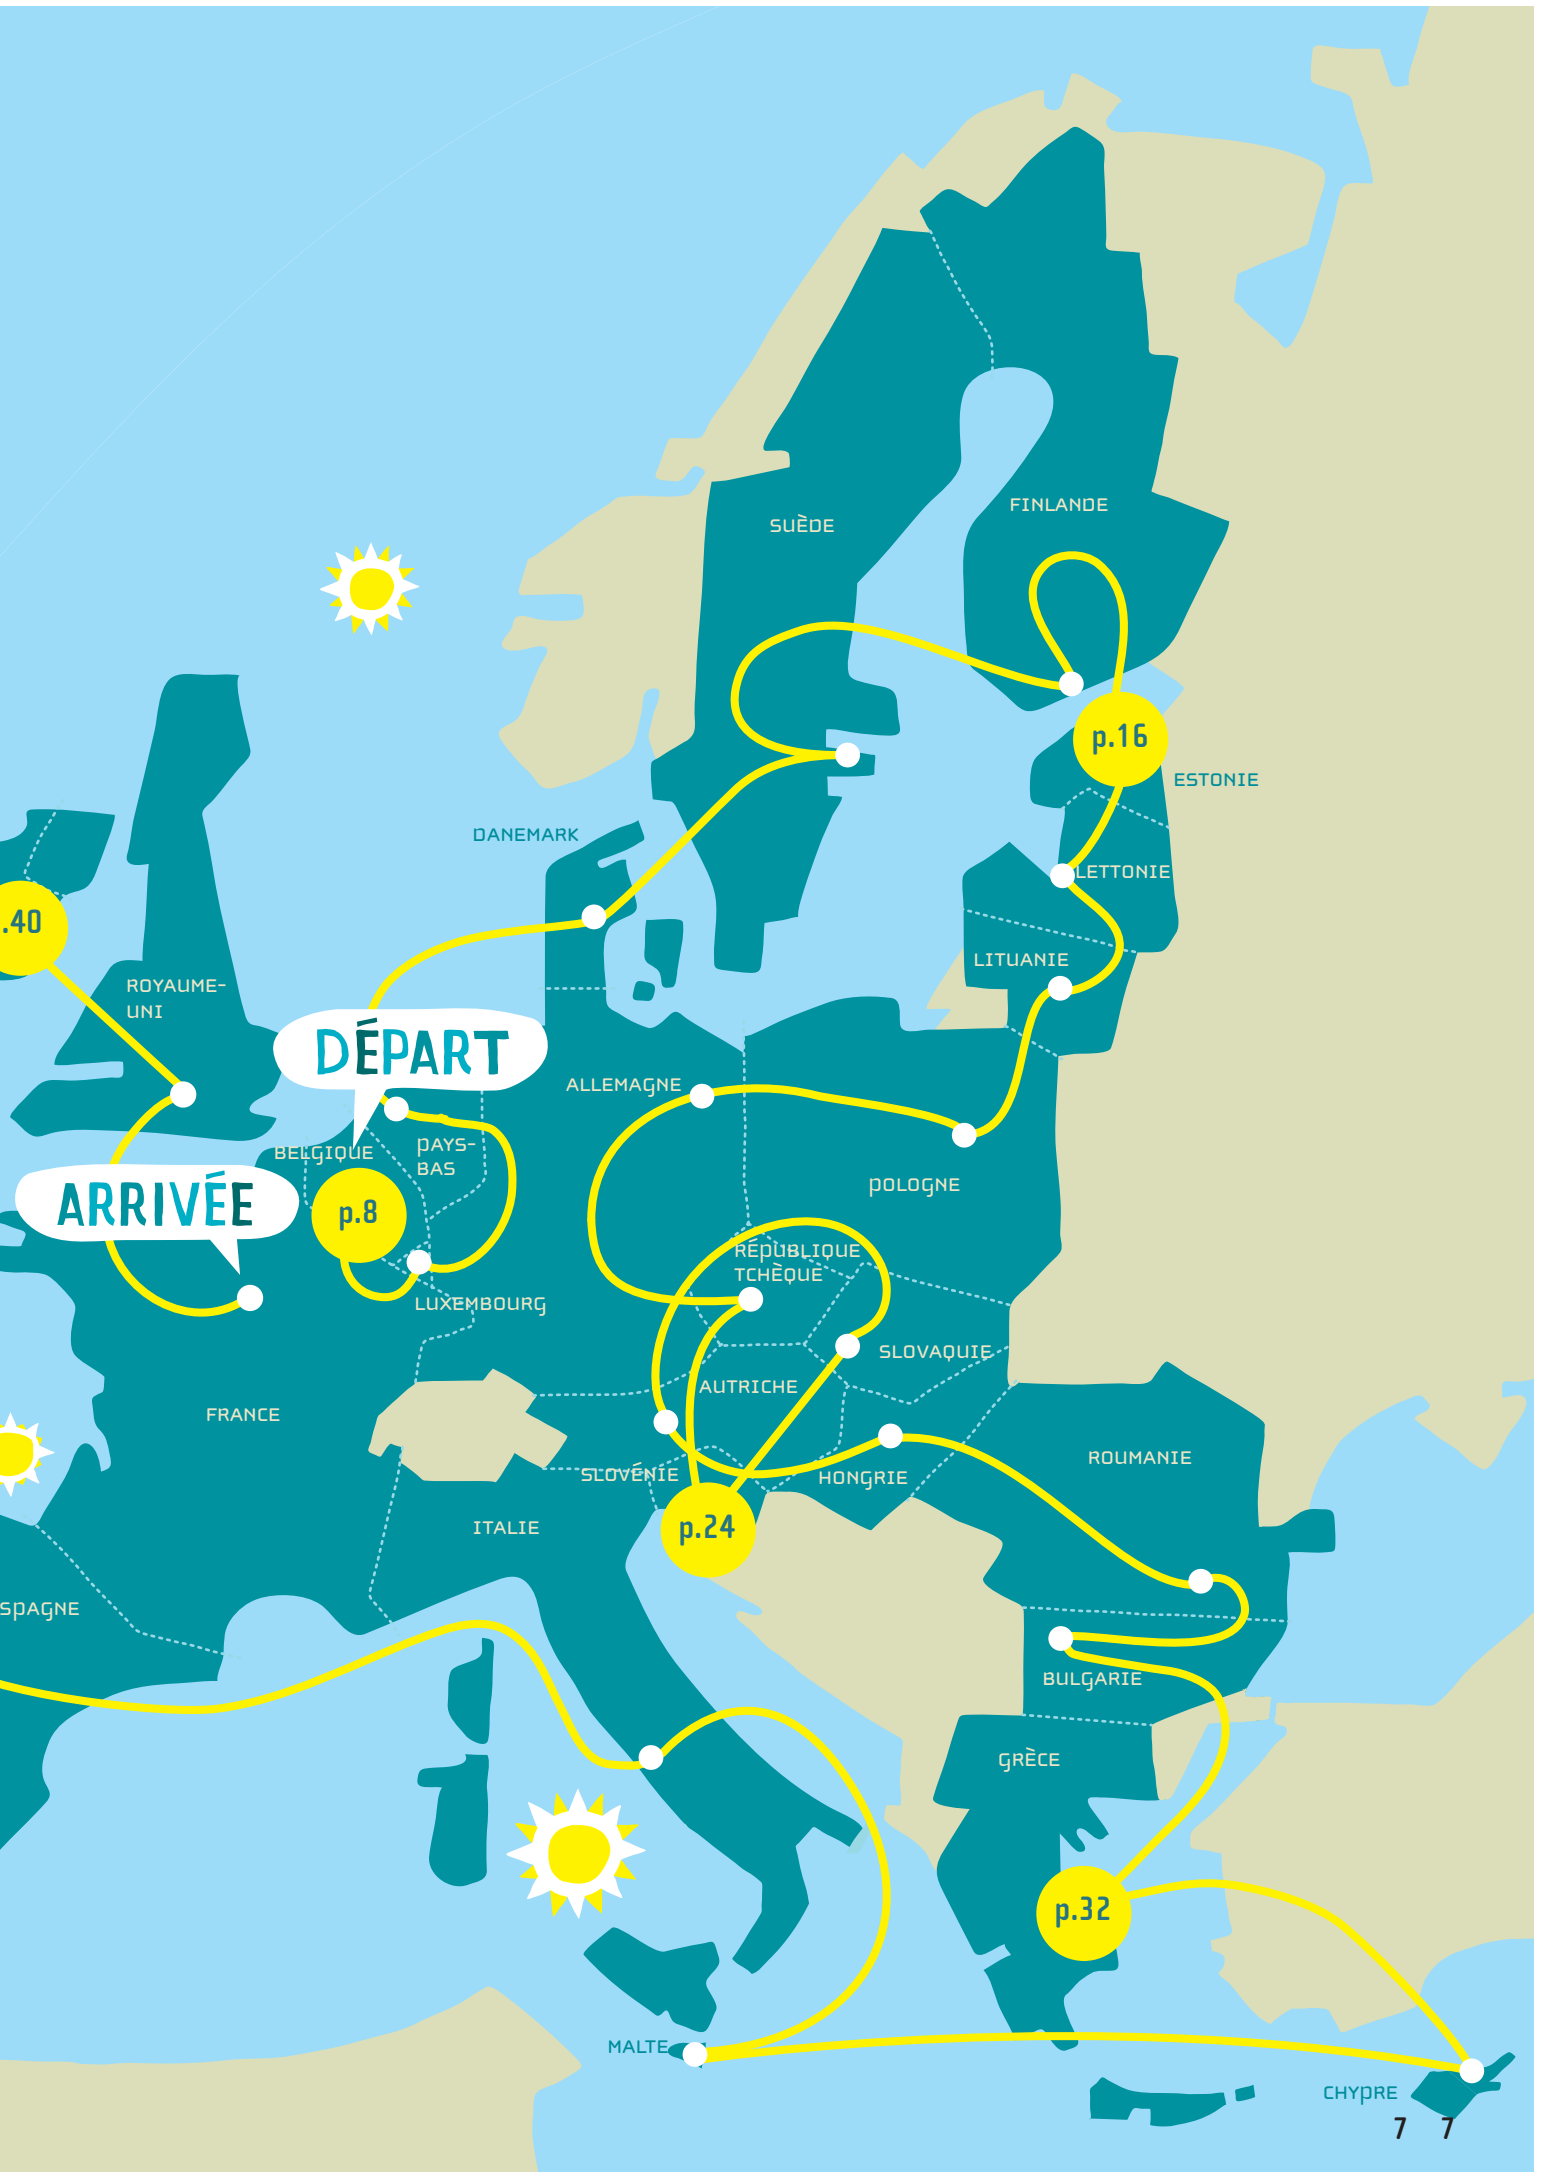 FINLANDE
SUÈDE
p.16
ESTONIE
DANEMARK
LETTONIE
.40
LITUANIE
ROYAUME-
UNI
DÉPART
ALLEMAGNE
BELGIQUE
PAYS-
BAS
POLOGNE
ARRIVÉE
p.8
RÉPUBLIQUE
TCHÈQUE
LUXEMBOURG
SLOVAQUIE
AUTRICHE
FRANCE
ROUMANIE
SLOVÉNIE
HONGRIE
ITALIE
p.24
SPAGNE
BULGARIE
GRÈCE
p.32
MALTE
CHYPRE
7 7